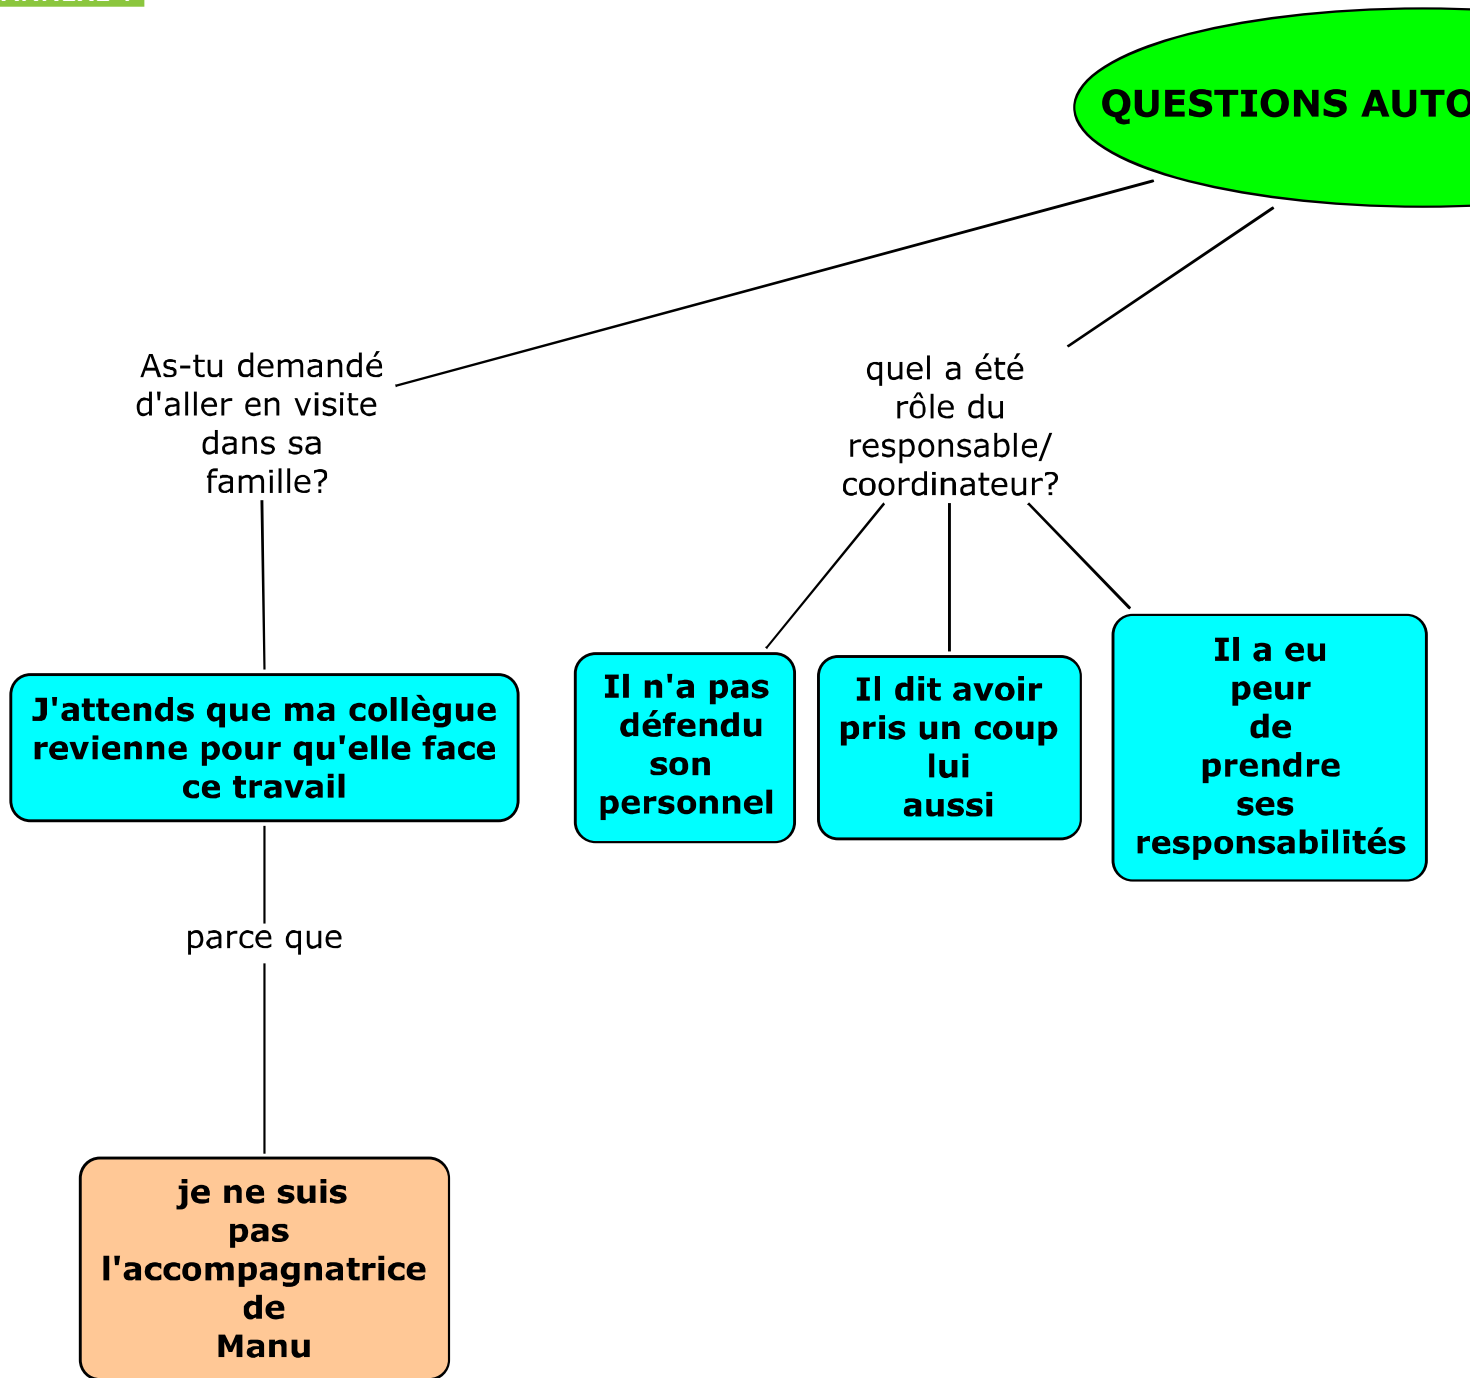 QUESTIONS AUTO
As-tu demandé
d'aller en visite
dans sa
famille?
quel a été
rôle du
responsable/
coordinateur?
J'attends que ma collègue
revienne pour qu'elle face
ce travail
Il n'a pas
défendu
son
personnel
Il dit avoir
pris un coup
lui
aussi
Il a eu
peur
de
prendre
ses
responsabilités
parce que
je ne suis
pas
l'accompagnatrice
de
Manu